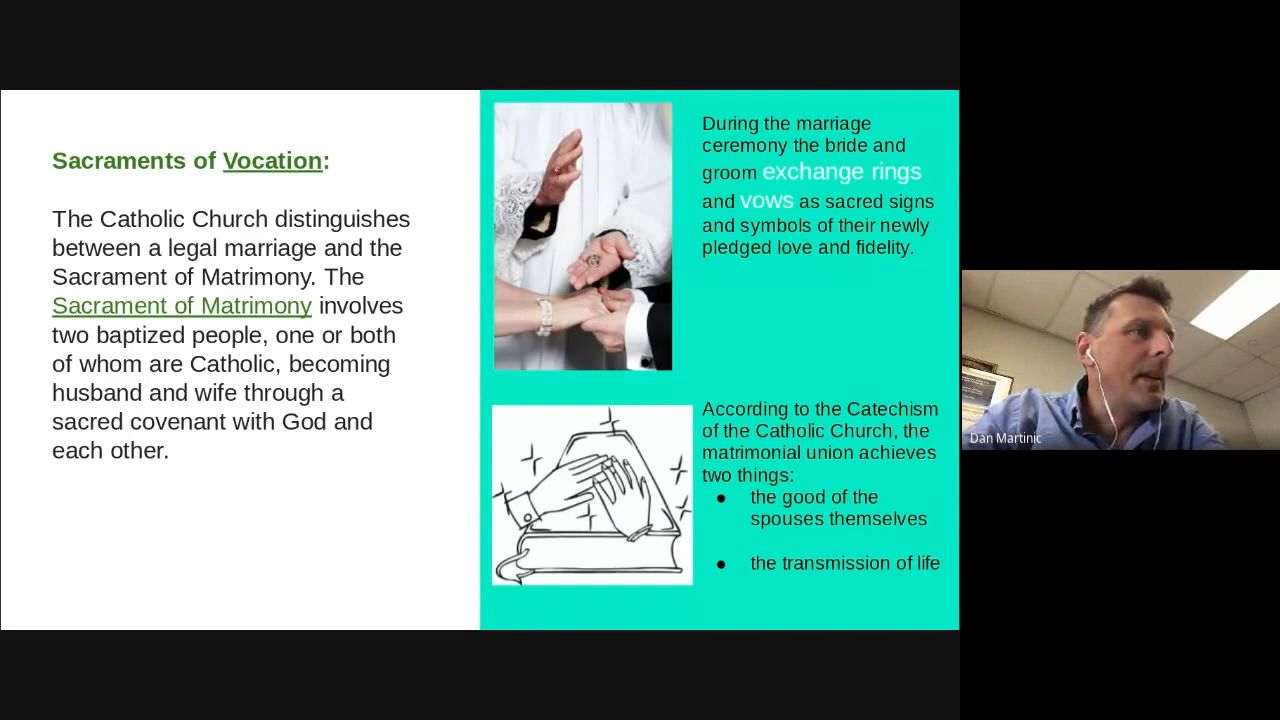 Sacraments of Vocation:
The Catholic Church distinguishes
between a legal marriage and the
Sacrament of Matrimony. The
Sacrament of Matrimony involves
two baptized people, one or both
of whom are Catholic, becoming
husband and wife through a
sacred covenant with God and
each other.
During the marriage
ceremony the bride and
groom exchange rings
and vows as sacred signs
and symbols of their newly
pledged love and fidelity.
According to the Catechism
of the Catholic Church, the
matrimonial union achieves
two things:
● the good of the
spouses themselves
● the transmission of life
Dan Martinic